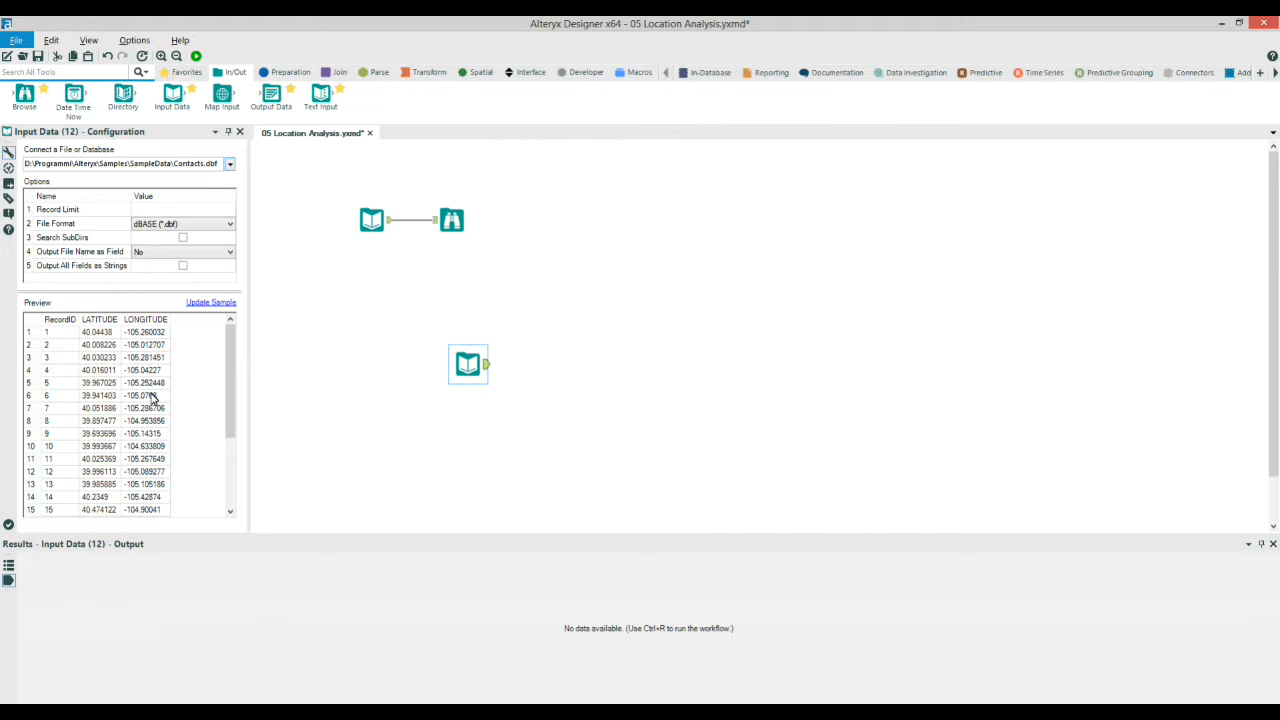 Alteryx Designer x64 - 05 Location Analysis.yxmd*
File Edit View Options Help
Search All Tools Favorites In/Out Preparation Join Parse Transform Spatial Interface Developer Macros In-Database Reporting Documentation Data Investigation Predictive Time Series Predictive Grouping Connectors Add
Browse Date Time Now Directory Input Data Map Input Output Data Text Input
Input Data (12) - Configuration
05 Location Analysis.yxmd*
Connect a File or Database
D:\Programmi\Alteryx\Samples\SampleData\Contacts.dbf
Options
Name Value
1 Record Limit
2 File Format dBASE (*.dbf)
3 Search SubDirs
4 Output File Name as Field No
5 Output All Fields as Strings
Preview Update Sample
RecordID LATITUDE LONGITUDE
1 1 40.04438 -105.260032
2 2 40.008226 -105.012707
3 3 40.030233 -105.281451
4 4 40.016011 -105.04227
5 5 39.967025 -105.252448
6 6 39.941403
7 7 40.051886 -105.286706
8 8 39.897477 -104.953856
9 9 39.693696 -105.14315
10 10 39.993667 -104.633809
11 11 40.025369 -105.267649
12 12 39.996113 -105.089277
13 13 39.985885 -105.105186
14 14 40.2349 -105.42874
15 15 40.474122 -104.90041
Results - Input Data (12) - Output
No data available. (Use Ctrl+R to run the workflow.)